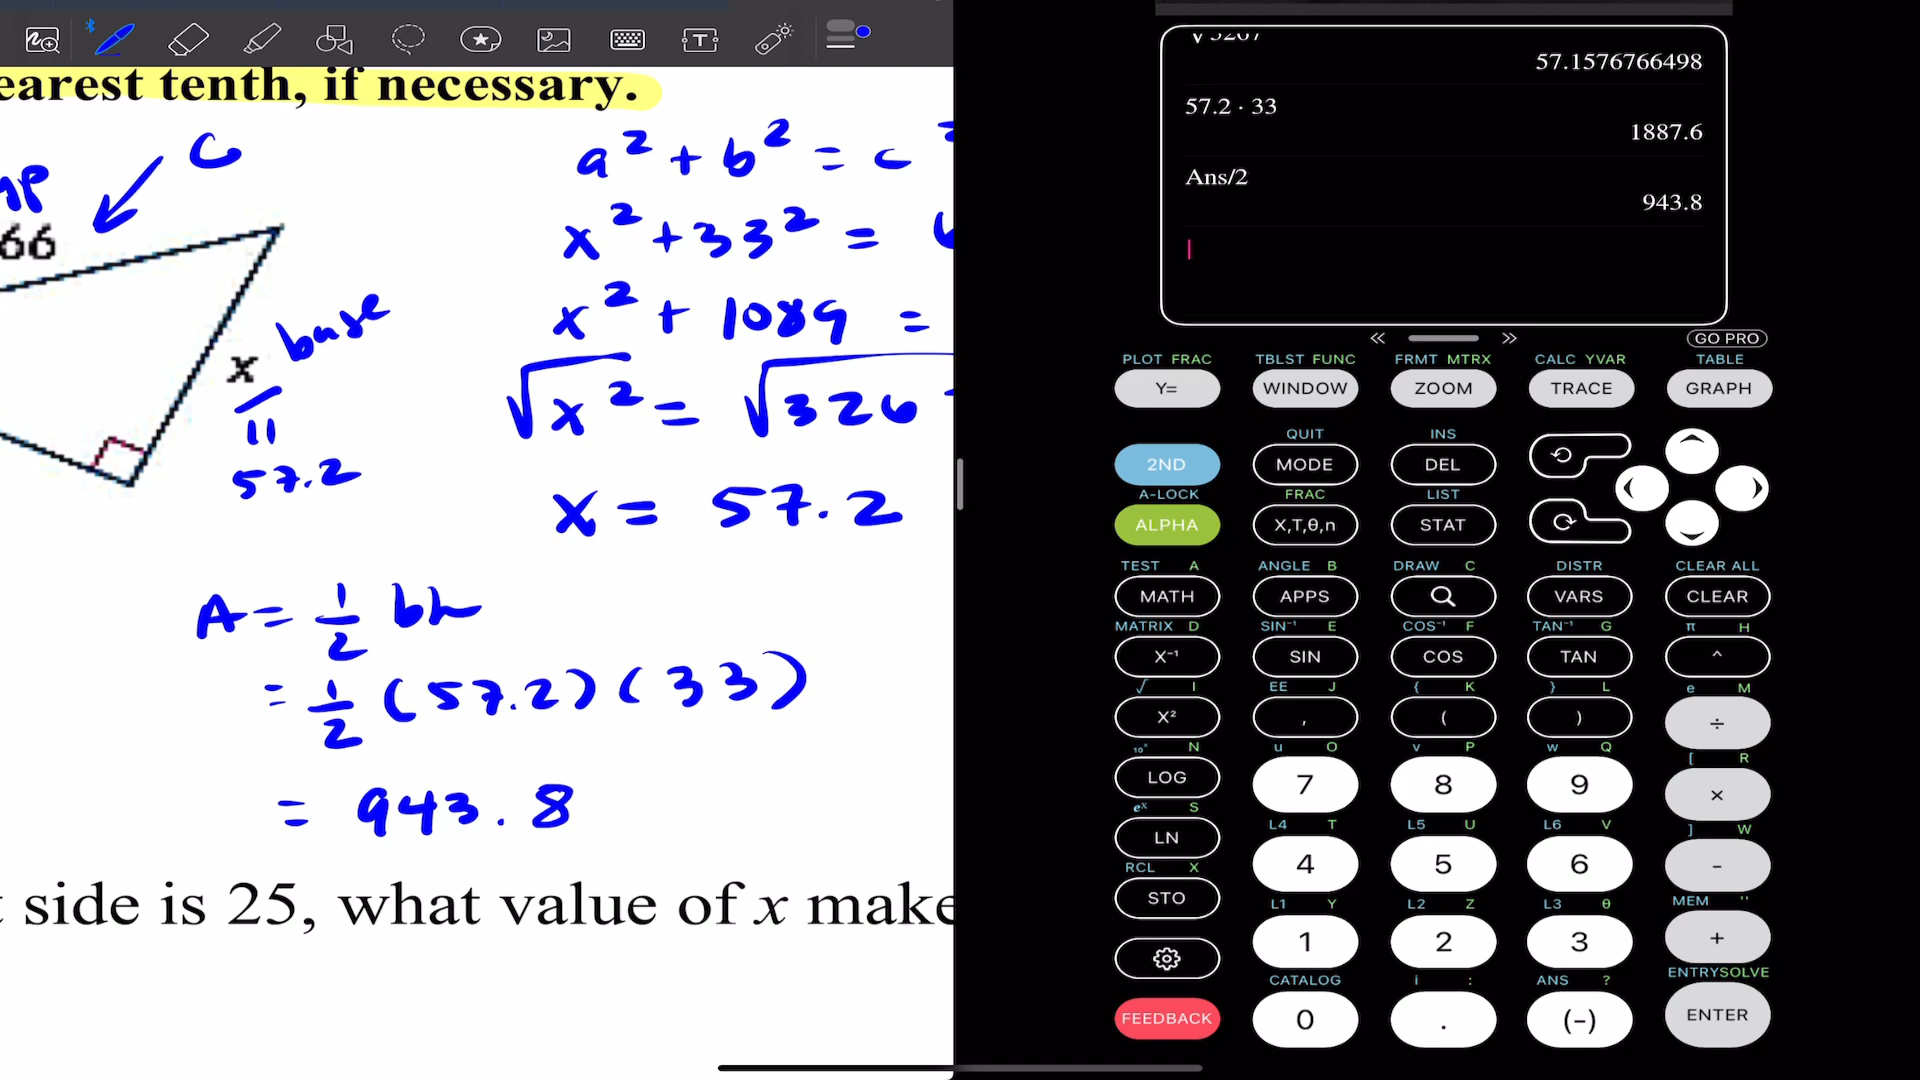 earest tenth, if necessary.
c
66
base
x
57.2
a² + b² = c
x² + 33² =
x² + 1089 =
√x² = √326
x = 57.2
A = 1/2 bh
= 1/2 (57.2)(33)
= 943.8
side is 25, what value of x make
√3267
57.1576766498
57.2 · 33
1887.6
Ans/2
943.8
GO PRO
PLOT FRAC TBLST FUNC FRMT MTRX CALC YVAR TABLE
Y= WINDOW ZOOM TRACE GRAPH
QUIT INS
2ND MODE DEL
A-LOCK FRAC LIST
ALPHA X,T,θ,n STAT
TEST A ANGLE B DRAW C DISTR CLEAR ALL
MATH APPS VARS CLEAR
MATRIX D SIN⁻¹ E COS⁻¹ F TAN⁻¹ G π H
X⁻¹ SIN COS TAN ^
√ I EE J { K } L e M
X² , ( ) ÷
10ˣ N u O v P w Q [ R
LOG 7 8 9 ×
eˣ S L4 T L5 U L6 V ] W
LN 4 5 6 -
RCL X L1 Y L2 Z L3 θ MEM "
STO 1 2 3 +
CATALOG i : ANS ? ENTRY SOLVE
FEEDBACK 0 . (-) ENTER